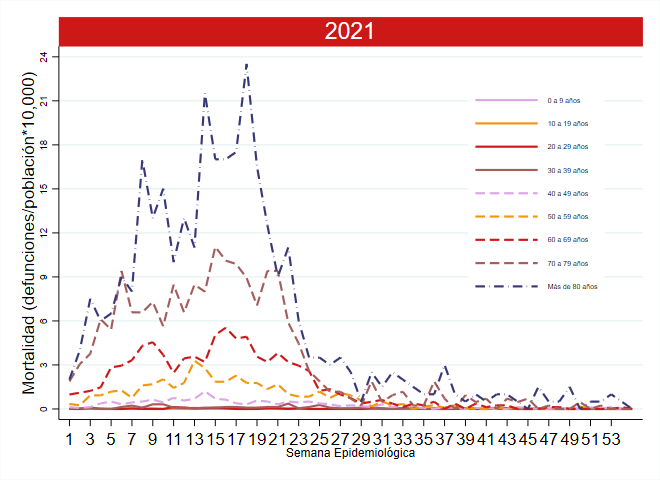 2021
Mortalidad (defunciones/población*10,000)
24
21
18
15
12
9
6
3
0
0 a 9 años
10 a 19 años
20 a 29 años
30 a 39 años
40 a 49 años
50 a 59 años
60 a 69 años
70 a 79 años
Más de 80 años
1 3 5 7 9 11 13 15 17 19 21 23 25 27 29 31 33 35 37 39 41 43 45 47 49 51 53
Semana Epidemiológica